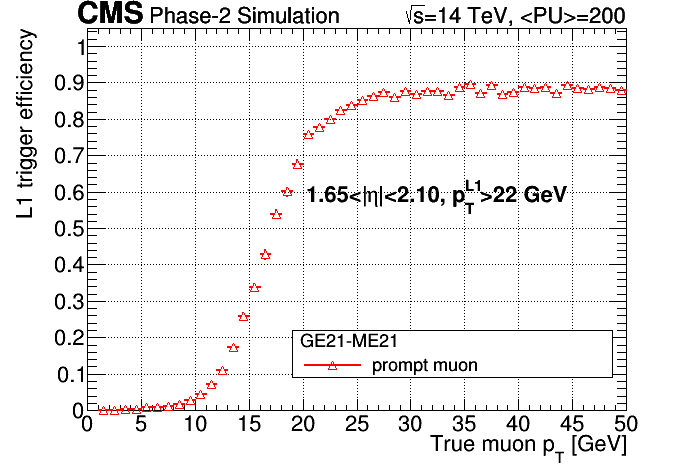 CMS Phase-2 Simulation √s=14 TeV, <PU>=200
L1 trigger efficiency
1
0.9
0.8
0.7
0.6
0.5
0.4
0.3
0.2
0.1
0
1.65<|η|<2.10, p_T^L1>22 GeV
GE21-ME21
prompt muon
0 5 10 15 20 25 30 35 40 45 50
True muon p_T [GeV]